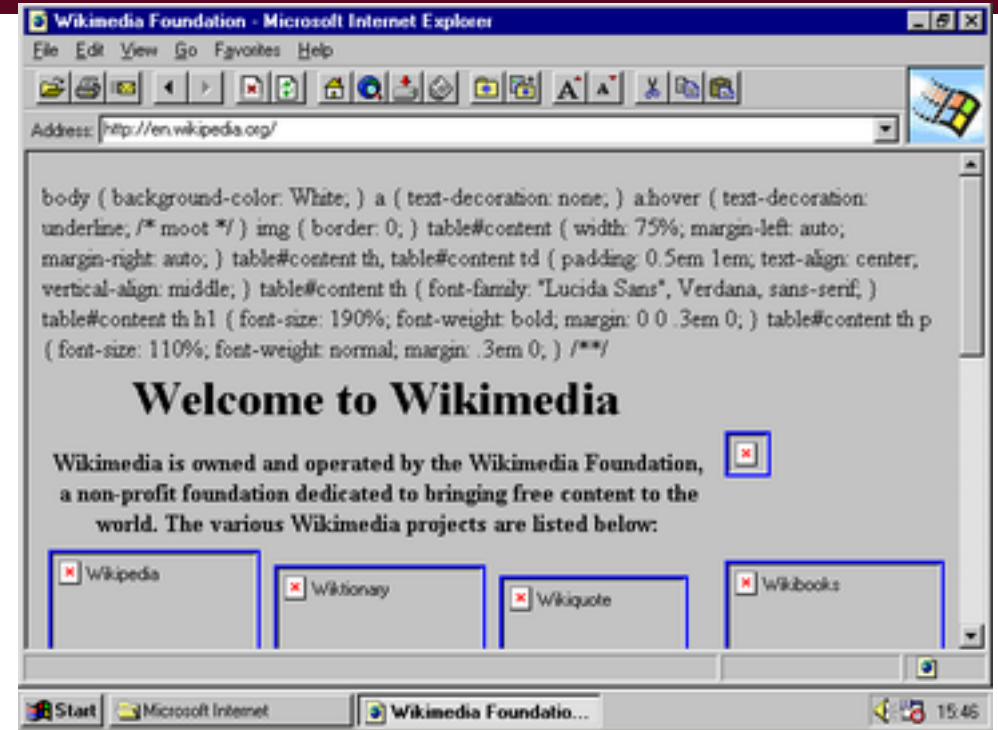 Wikimedia Foundation - Microsoft Internet Explorer
File Edit View Go Favorites Help
Address: http://en.wikipedia.org/
body { background-color: White; } a { text-decoration: none; } a:hover { text-decoration:
underline; /* moot */ } img { border: 0; } table#content { width: 75%; margin-left: auto;
margin-right: auto; } table#content th, table#content td { padding: 0.5em 1em; text-align: center;
vertical-align: middle; } table#content th { font-family: "Lucida Sans", Verdana, sans-serif; }
table#content th h1 { font-size: 190%; font-weight: bold; margin: 0 0 .3em 0; } table#content th p
{ font-size: 110%; font-weight: normal; margin: .3em 0; } /**/
Welcome to Wikimedia
Wikimedia is owned and operated by the Wikimedia Foundation,
a non-profit foundation dedicated to bringing free content to the
world. The various Wikimedia projects are listed below:
Wikipedia
Wiktionary
Wikiquote
Wikibooks
Start Microsoft Internet Wikimedia Foundatio... 15:46